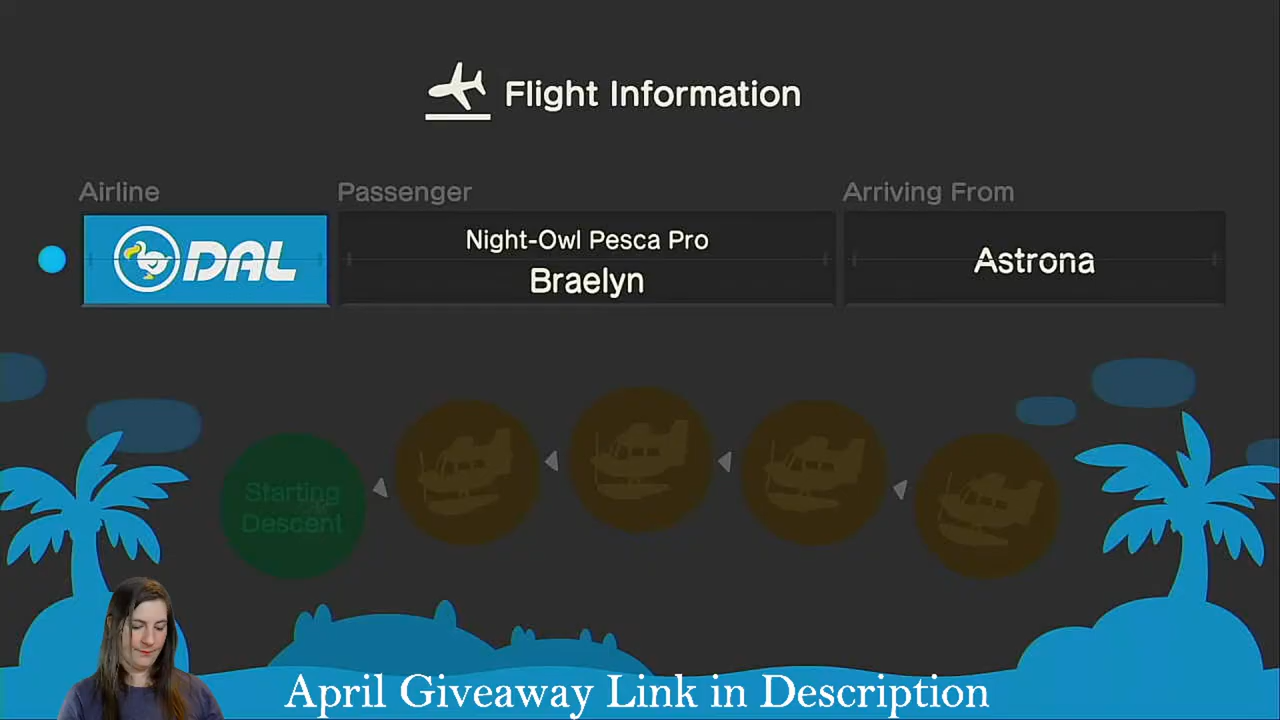 Flight Information
Airline
Passenger
Arriving From
DAL
Night-Owl Pesca Pro
Braelyn
Astrona
Starting
Descent
April Giveaway Link in Description